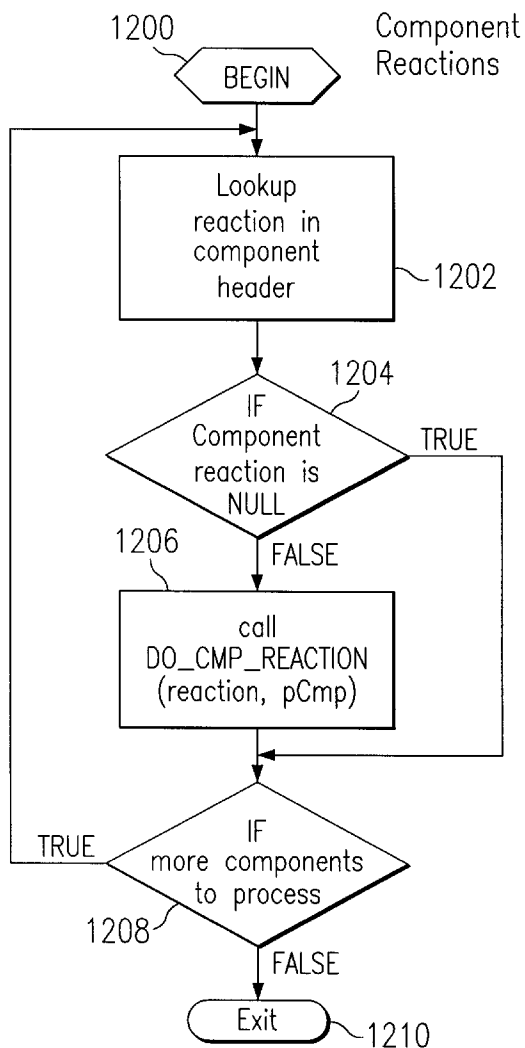 1200
Component
Reactions
BEGIN
Lookup
reaction in
component
header
1202
1204
IF
Component
reaction is
NULL
TRUE
1206
FALSE
call
DO_CMP_REACTION
(reaction, pCmp)
TRUE
IF
more components
to process
1208
FALSE
Exit
1210